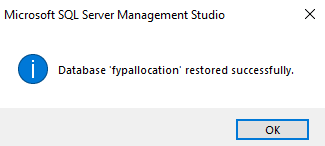 Microsoft SQL Server Management Studio
Database 'fypallocation' restored successfully.
OK